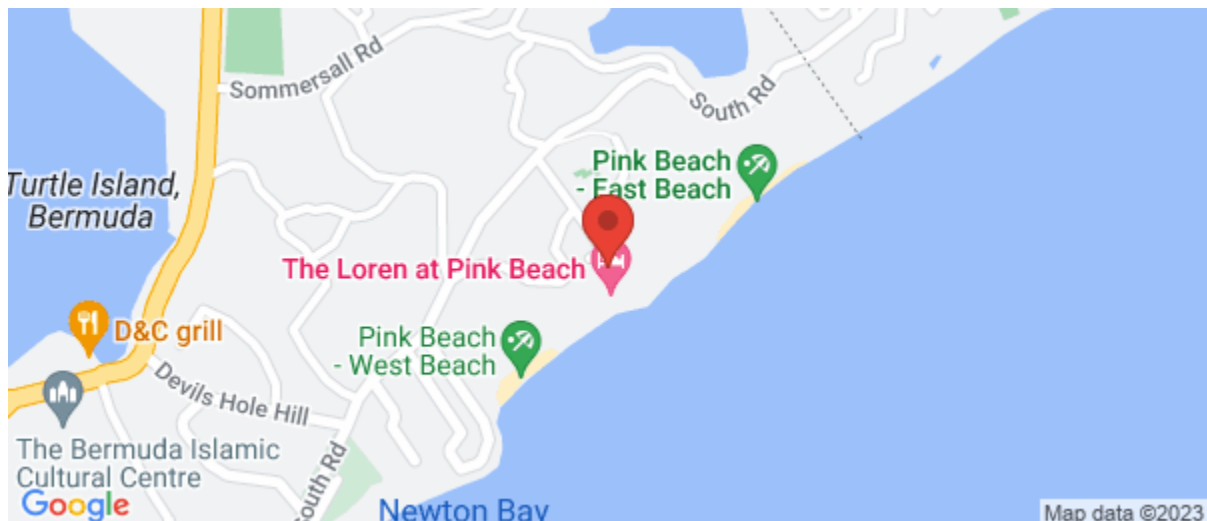 Sommersall Rd
South Rd
Pink Beach
- East Beach
Turtle Island,
Bermuda
The Loren at Pink Beach
D&C grill
Pink Beach
- West Beach
Devils Hole Hill
The Bermuda Islamic
Cultural Centre
South Rd
Google
Newton Bay
Map data ©2023